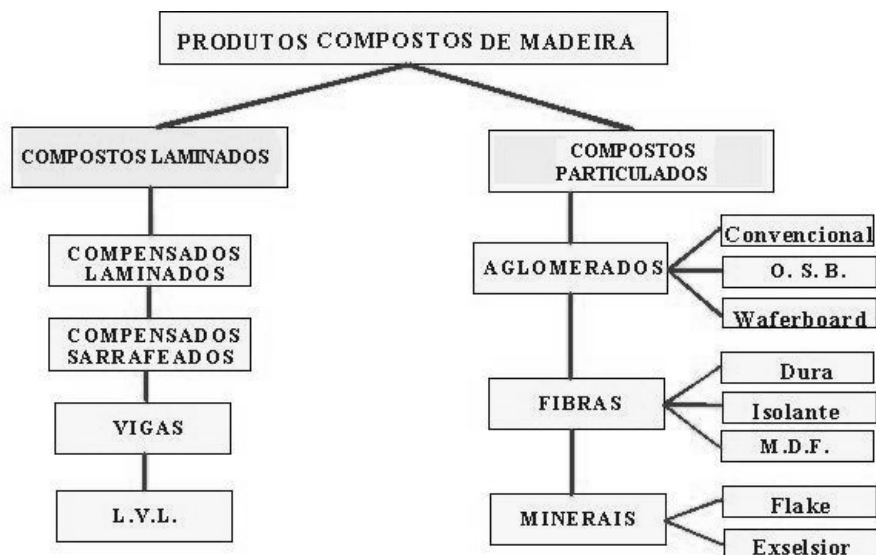 PRODUTOS COMPOSTOS DE MADEIRA
COMPOSTOS LAMINADOS
COMPENSADOS
LAMINADOS
COMPENSADOS
SARRAFEADOS
VIGAS
L.V.L.
COMPOSTOS
PARTICULADOS
AGLOMERADOS
Convencional
O. S. B.
Waferboard
FIBRAS
Dura
Isolante
M.D.F.
MINERAIS
Flake
Exselsior